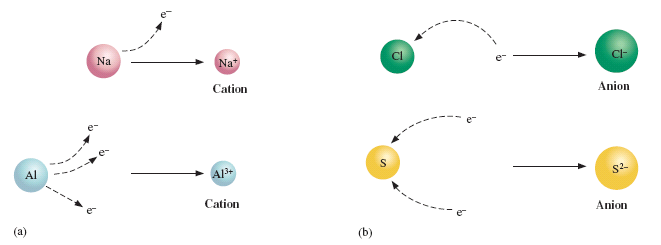 e⁻
Na
Na⁺
Cation
e⁻
e⁻
Al
Al³⁺
e⁻
Cation
(a)
Cl
e⁻
Cl⁻
Anion
e⁻
S
S²⁻
e⁻
Anion
(b)